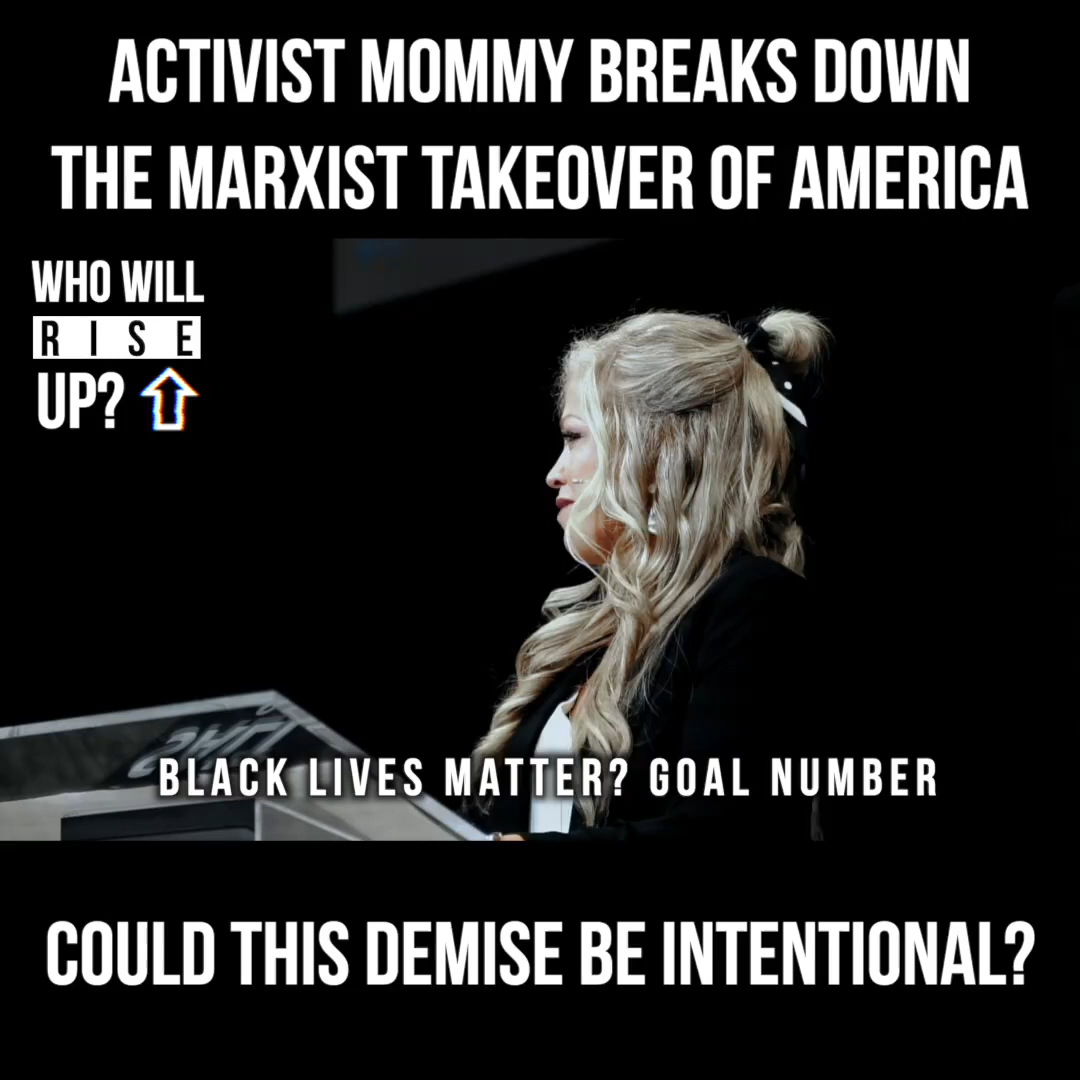 ACTIVIST MOMMY BREAKS DOWN
THE MARXIST TAKEOVER OF AMERICA
WHO WILL
RISE
UP?
BLACK LIVES MATTER? GOAL NUMBER
COULD THIS DEMISE BE INTENTIONAL?